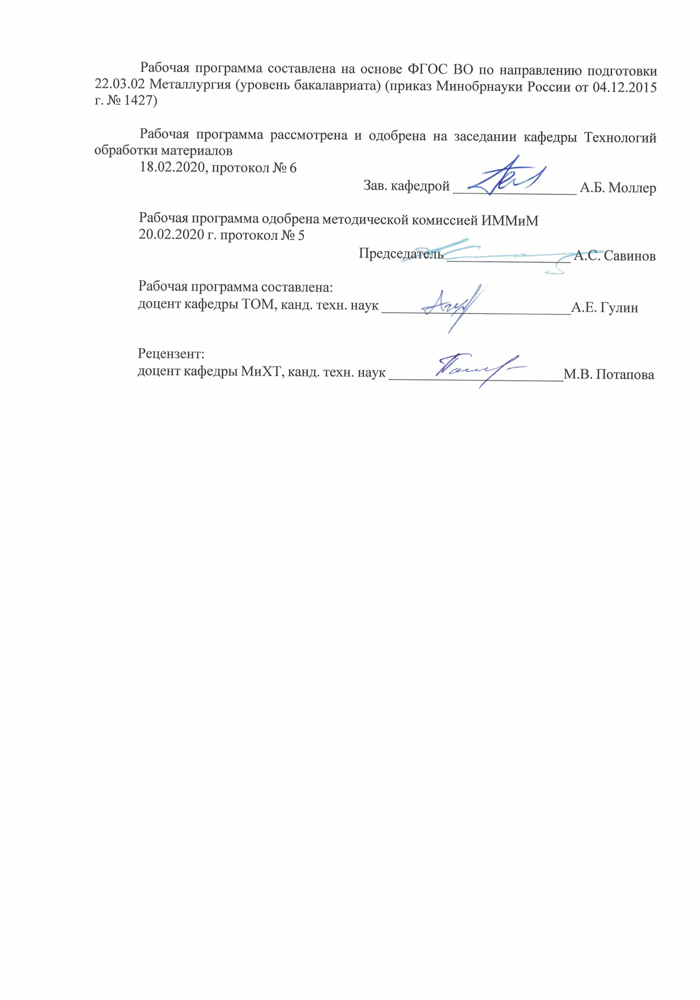 Рабочая программа составлена на основе ФГОС ВО по направлению подготовки
22.03.02 Металлургия (уровень бакалавриата) (приказ Минобрнауки России от 04.12.2015
г. № 1427)
Рабочая программа рассмотрена и одобрена на заседании кафедры Технологий
обработки материалов
18.02.2020, протокол № 6
Зав. кафедрой ________________ А.Б. Моллер
Рабочая программа одобрена методической комиссией ИММиМ
20.02.2020 г. протокол № 5
Председатель ________________ А.С. Савинов
Рабочая программа составлена:
доцент кафедры ТОМ, канд. техн. наук ________________________А.Е. Гулин
Рецензент:
доцент кафедры МиХТ, канд. техн. наук ______________________М.В. Потапова